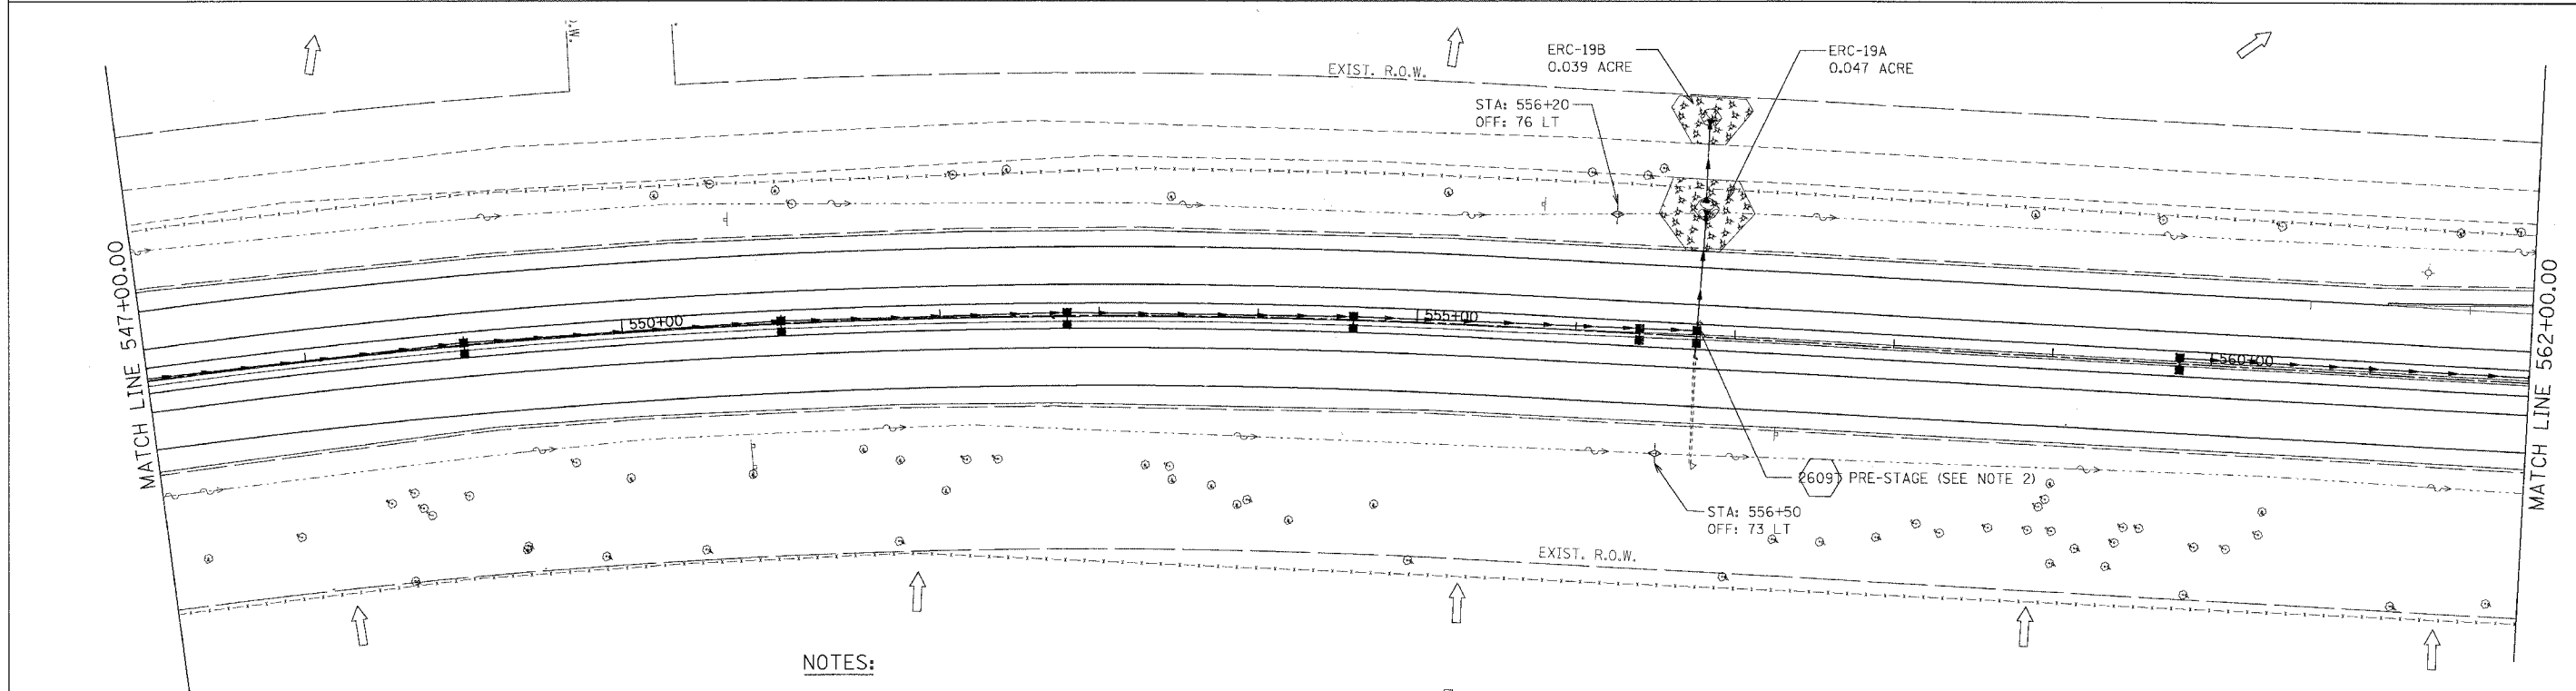 ERC-19B
0.039 ACRE
ERC-19A
0.047 ACRE
EXIST. R.O.W.
STA: 556+20
OFF: 76 LT
MATCH LINE 547+00.00
550+00
555+00
560+00
MATCH LINE 562+00.00
2609 PRE-STAGE (SEE NOTE 2)
STA: 556+50
OFF: 73 LT
EXIST. R.O.W.
NOTES: